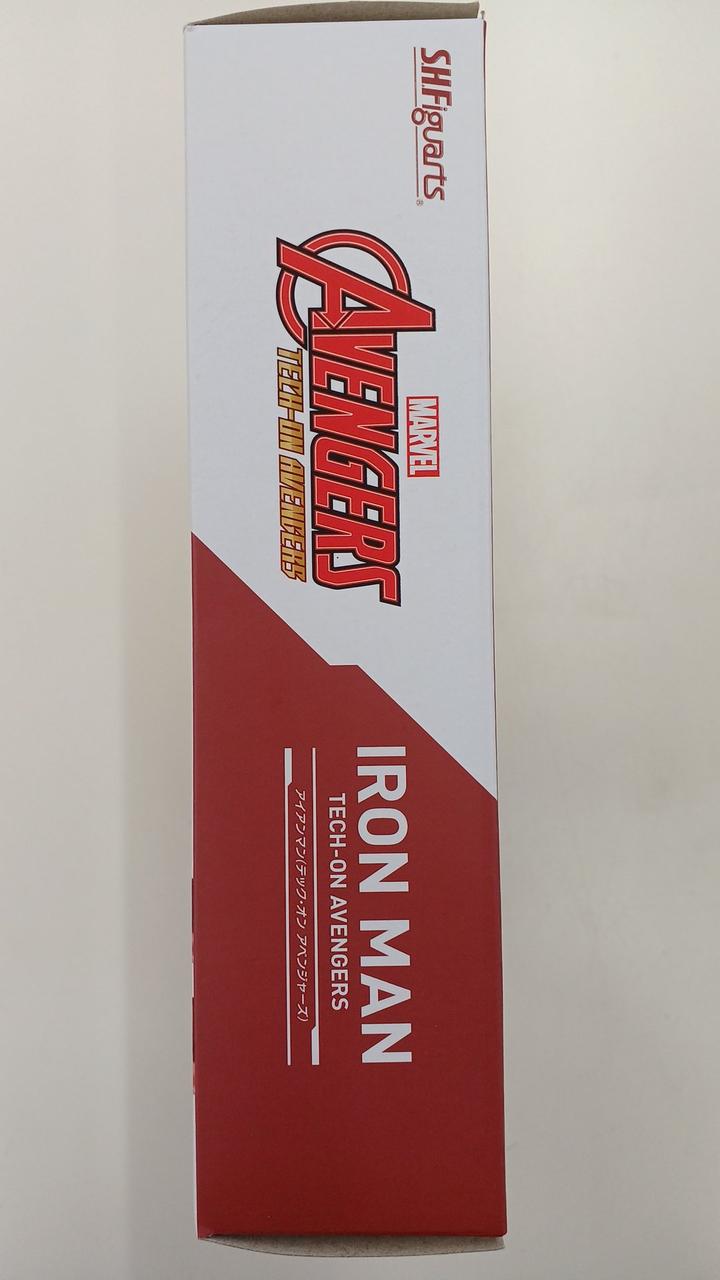 S.H.Figuarts®
MARVEL
AVENGERS
TECH-ON AVENGERS
IRON MAN
TECH-ON AVENGERS
アイアンマン(テック・オン アベンジャーズ)